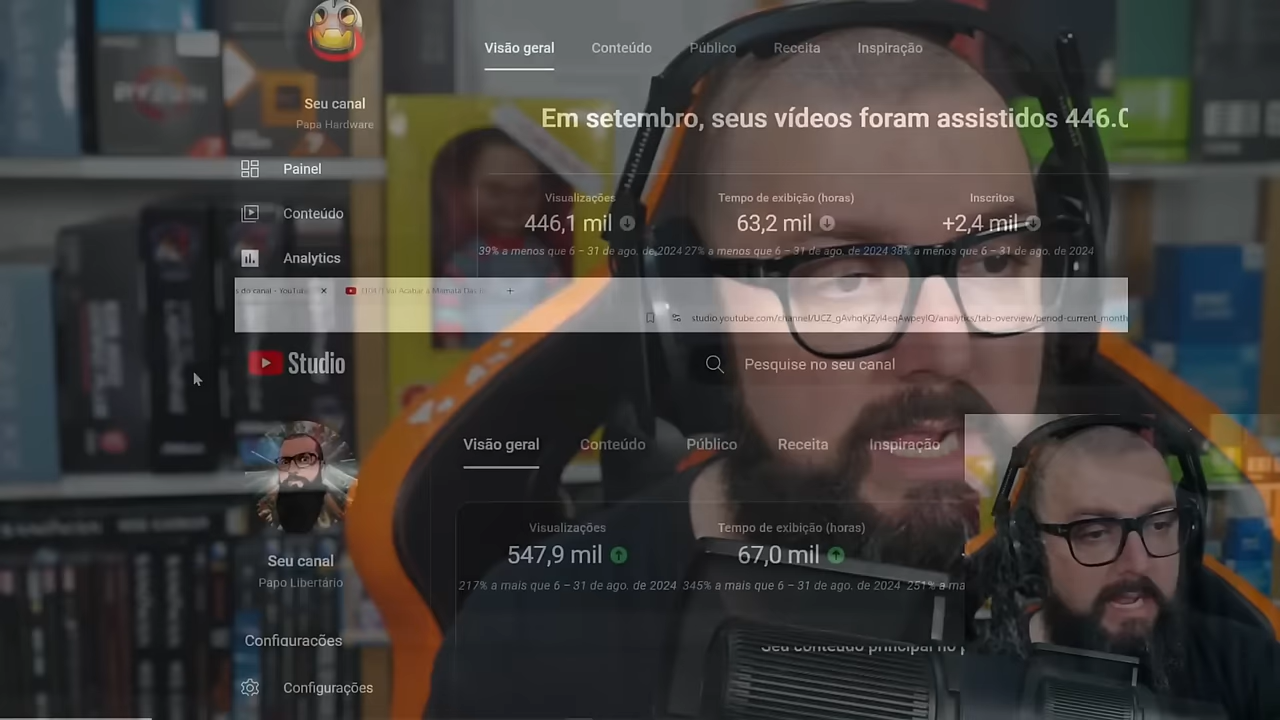 RYZEN
Visão geral Conteúdo Público Receita Inspiração
Seu canal
Papa Hardware
Em setembro, seus vídeos foram assistidos 446.0
Painel
Visualizações Tempo de exibição (horas) Inscritos
Conteúdo
446,1 mil 63,2 mil +2,4 mil
39% a menos que 6 – 31 de ago. de 2024 27% a menos que 6 – 31 de ago. de 2024 38% a menos que 6 – 31 de ago. de 2024
Analytics
s do canal - YouTube
studio.youtube.com/channel/UCZ_gAvhqKjZyl4eqAwpeyIQ/analytics/tab-overview/period-current_month
Studio
Pesquise no seu canal
Visão geral Conteúdo Público Receita Inspiração
Visualizações Tempo de exibição (horas)
547,9 mil 67,0 mil
Seu canal
Papo Libertário
217% a mais que 6 – 31 de ago. de 2024 345% a mais que 6 – 31 de ago. de 2024 251% a ma
Configurações
Seu conteúdo principal no p
Configurações